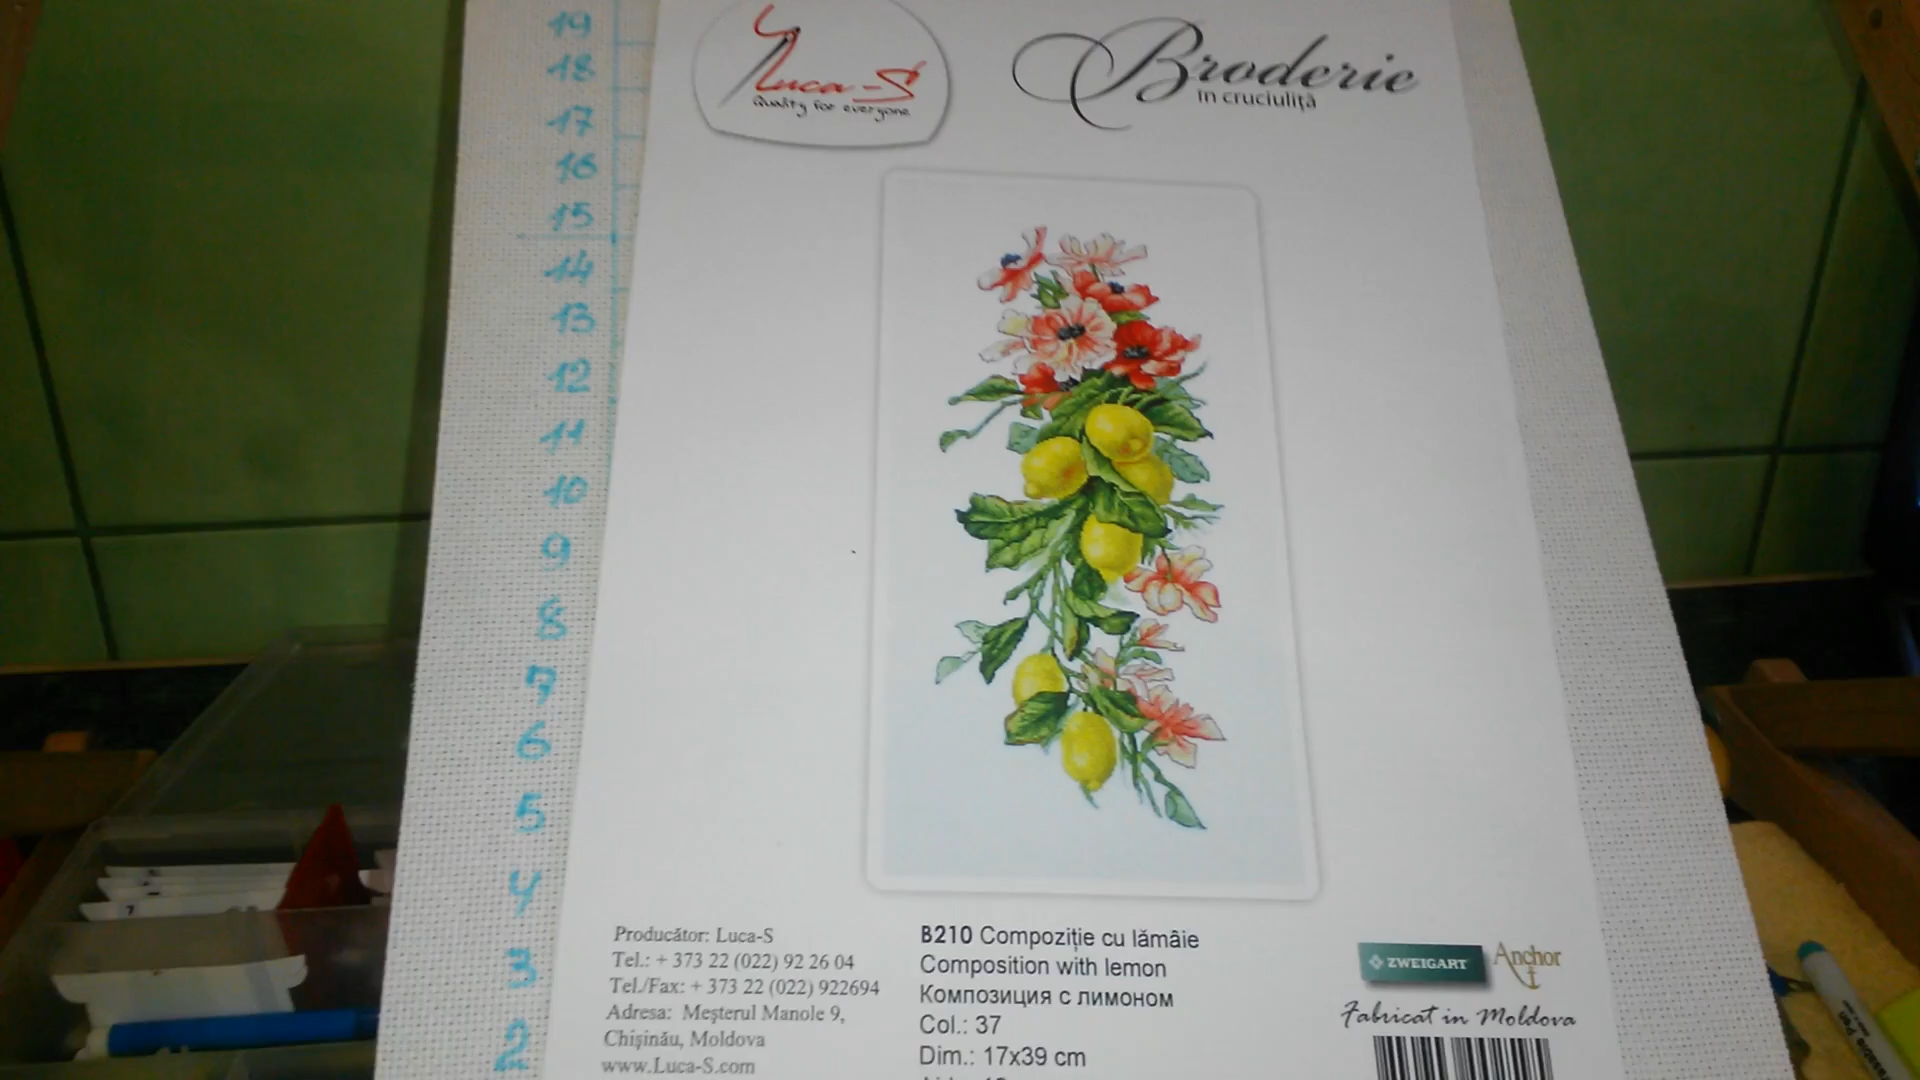 19
18
17
16
15
14
13
12
11
10
9
8
7
6
5
4
3
2
Luca-S
Quality for everyone
Broderie
în cruciuliță
Producător: Luca-S
Tel.: + 373 22 (022) 92 26 04
Tel./Fax: + 373 22 (022) 922694
Adresa: Meșterul Manole 9,
Chișinău, Moldova
www.Luca-S.com
B210 Compoziție cu lămâie
Composition with lemon
Композиция с лимоном
Col.: 37
Dim.: 17x39 cm
ZWEIGART
Anchor
Fabricat in Moldova